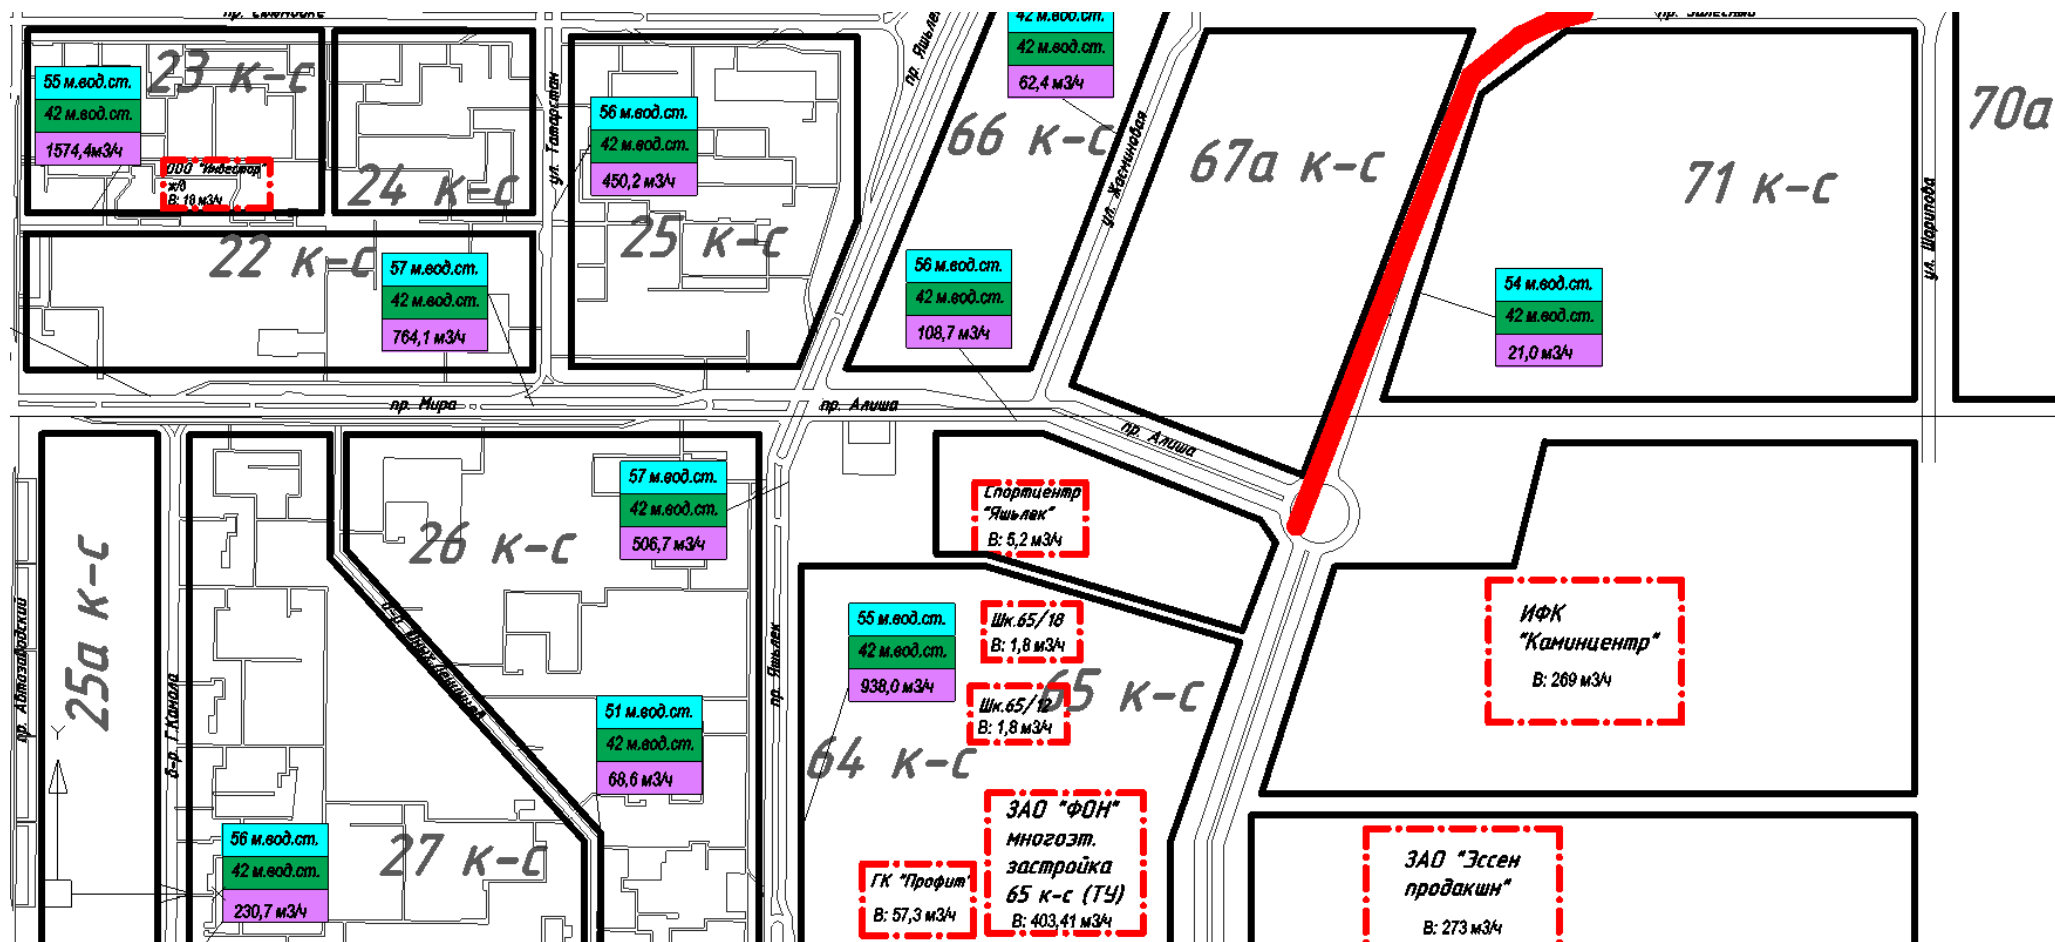 пр. Сююмбике
23 к-с
55 м.вод.ст.
42 м.вод.ст.
1574,4м3/ч
ООО "Инвестор"
ж/д
В: 18 м3/ч
24 к-с
ул. Татарстан
56 м.вод.ст.
42 м.вод.ст.
450,2 м3/ч
25 к-с
22 к-с
57 м.вод.ст.
42 м.вод.ст.
764,1 м3/ч
пр. Яшьлек
42 м.вод.ст.
42 м.вод.ст.
62,4 м3/ч
66 к-с
ул. Жасминовая
56 м.вод.ст.
42 м.вод.ст.
108,7 м3/ч
67а к-с
71 к-с
54 м.вод.ст.
42 м.вод.ст.
21,0 м3/ч
ул. Шарипова
70а
пр. Мира
пр. Алиша
пр. Алиша
25а к-с
пр. Автозаводский
б-р. Г.Камала
26 к-с
57 м.вод.ст.
42 м.вод.ст.
506,7 м3/ч
пр. Яшьлек
51 м.вод.ст.
42 м.вод.ст.
68,6 м3/ч
Y
56 м.вод.ст.
42 м.вод.ст.
230,7 м3/ч
27 к-с
Спортцентр
"Яшьлек"
В: 5,2 м3/ч
55 м.вод.ст.
42 м.вод.ст.
938,0 м3/ч
Шк.65/18
В: 1,8 м3/ч
65 к-с
Шк.65/12
В: 1,8 м3/ч
64 к-с
ЗАО "ФОН"
многоэт.
застройка
65 к-с (ТУ)
В: 403,41 м3/ч
ГК "Профит"
В: 57,3 м3/ч
ИФК
"Каминцентр"
В: 269 м3/ч
ЗАО "Эссен
продакшн"
В: 273 м3/ч